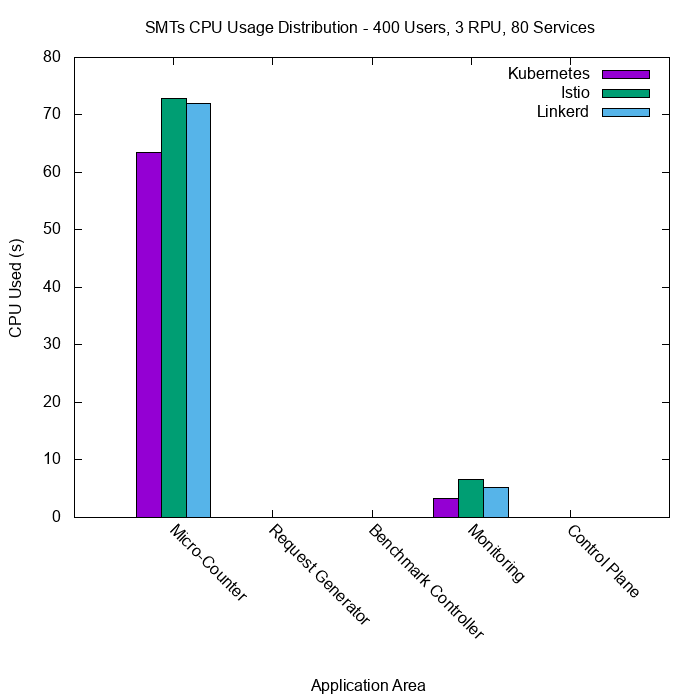 SMTs CPU Usage Distribution - 400 Users, 3 RPU, 80 Services
80
70
60
50
40
30
20
10
0
CPU Used (s)
Kubernetes
Istio
Linkerd
Micro-Counter
Request Generator
Benchmark Controller
Monitoring
Control Plane
Application Area